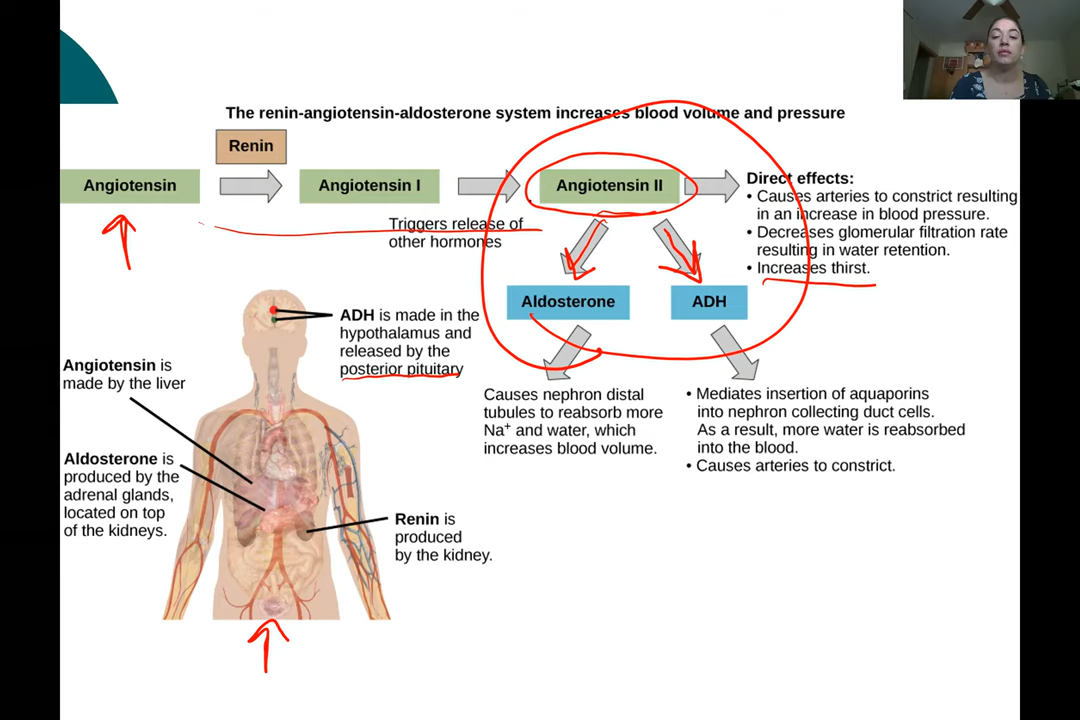 The renin-angiotensin-aldosterone system increases blood volume and pressure
Renin
Angiotensin
Angiotensin I
Angiotensin II
Triggers release of
other hormones
Direct effects:
• Causes arteries to constrict resulting
in an increase in blood pressure.
• Decreases glomerular filtration rate
resulting in water retention.
• Increases thirst.
Aldosterone
ADH
ADH is made in the
hypothalamus and
released by the
posterior pituitary
Angiotensin is
made by the liver
Aldosterone is
produced by the
adrenal glands,
located on top
of the kidneys.
Renin is
produced
by the kidney.
Causes nephron distal
tubules to reabsorb more
Na⁺ and water, which
increases blood volume.
• Mediates insertion of aquaporins
into nephron collecting duct cells.
As a result, more water is reabsorbed
into the blood.
• Causes arteries to constrict.